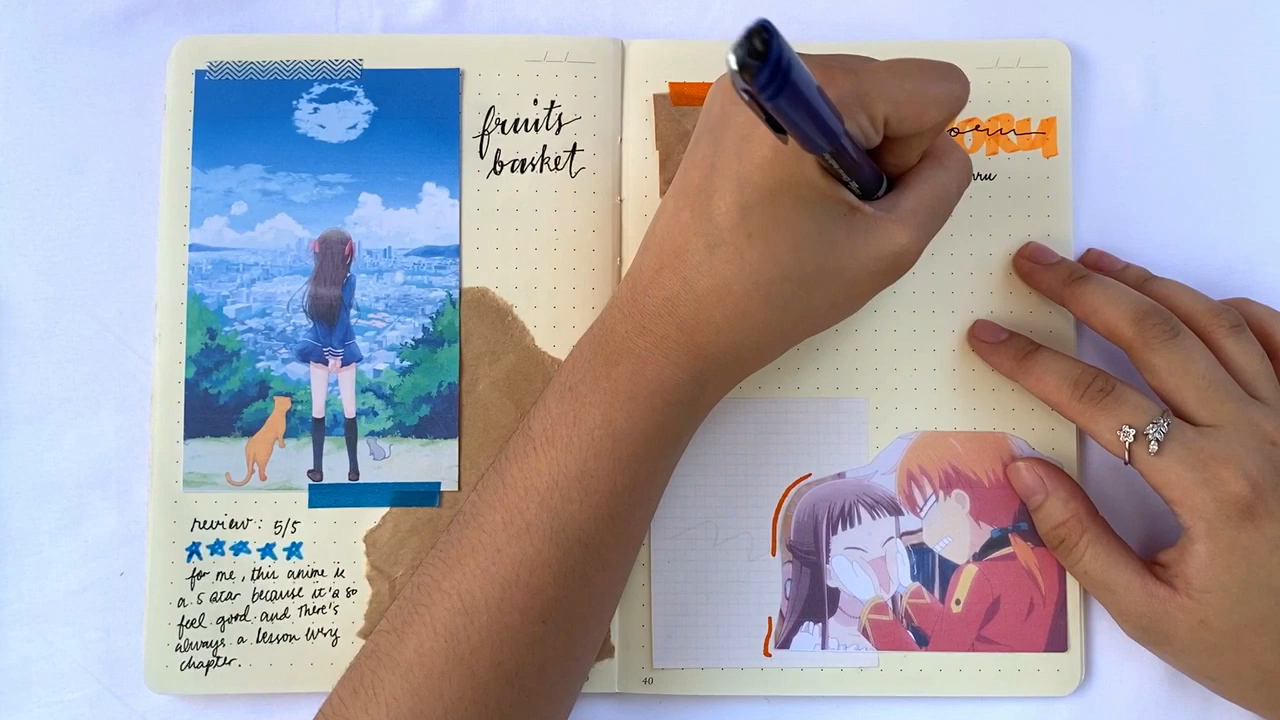 fruits
basket
review: 5/5
for me, this anime is
a 5 star because it's so
feel good and there's
always a lesson every
chapter.
40